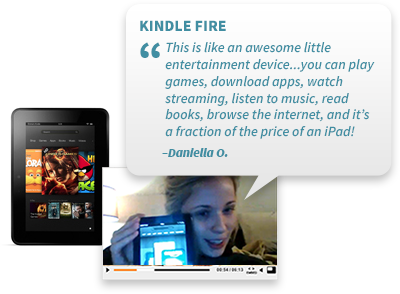 KINDLE FIRE
“ This is like an awesome little
entertainment device...you can play
games, download apps, watch
streaming, listen to music, read
books, browse the internet, and it’s
a fraction of the price of an iPad!
–Daniella O.
00:54 / 06:13